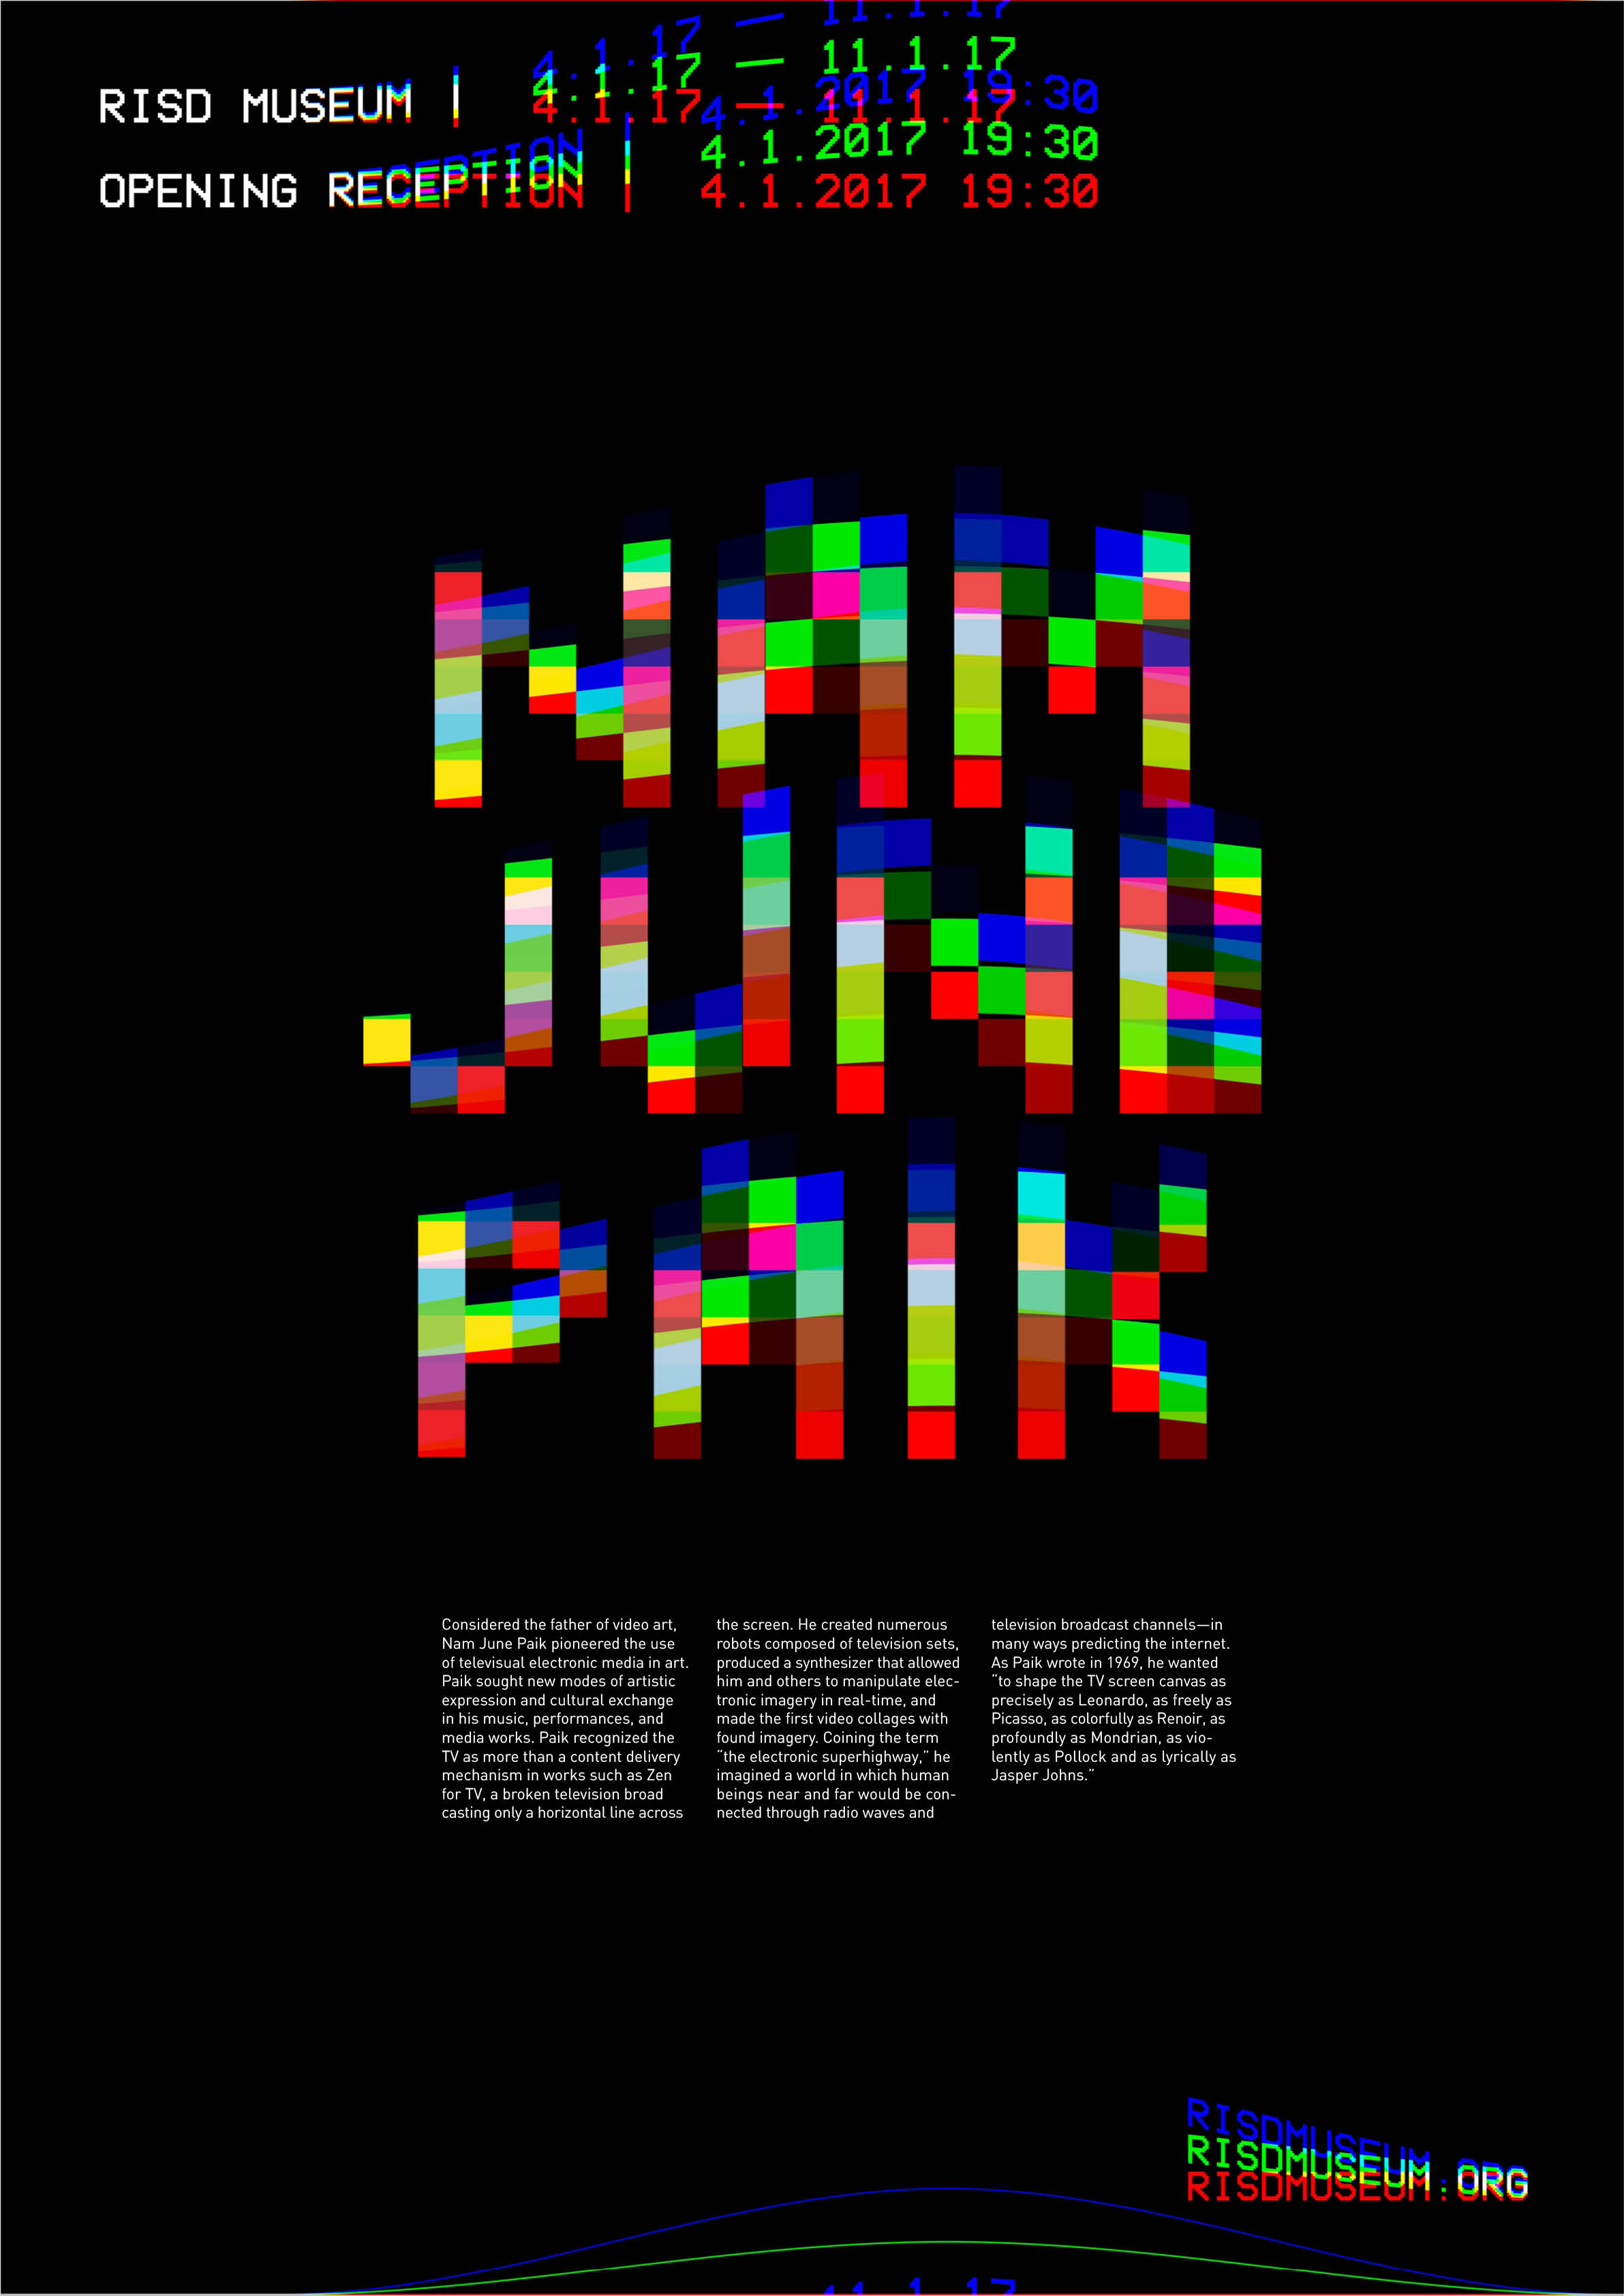 RISD MUSEUM | 4.1.17 — 11.1.17
OPENING RECEPTION | 4.1.2017 19:30
NAM
JUNE
PAIK
Considered the father of video art,
Nam June Paik pioneered the use
of televisual electronic media in art.
Paik sought new modes of artistic
expression and cultural exchange
in his music, performances, and
media works. Paik recognized the
TV as more than a content delivery
mechanism in works such as Zen
for TV, a broken television broad
casting only a horizontal line across
the screen. He created numerous
robots composed of television sets,
produced a synthesizer that allowed
him and others to manipulate elec-
tronic imagery in real-time, and
made the first video collages with
found imagery. Coining the term
"the electronic superhighway," he
imagined a world in which human
beings near and far would be con-
nected through radio waves and
television broadcast channels—in
many ways predicting the internet.
As Paik wrote in 1969, he wanted
"to shape the TV screen canvas as
precisely as Leonardo, as freely as
Picasso, as colorfully as Renoir, as
profoundly as Mondrian, as vio-
lently as Pollock and as lyrically as
Jasper Johns."
RISDMUSEUM.ORG
11.1.17